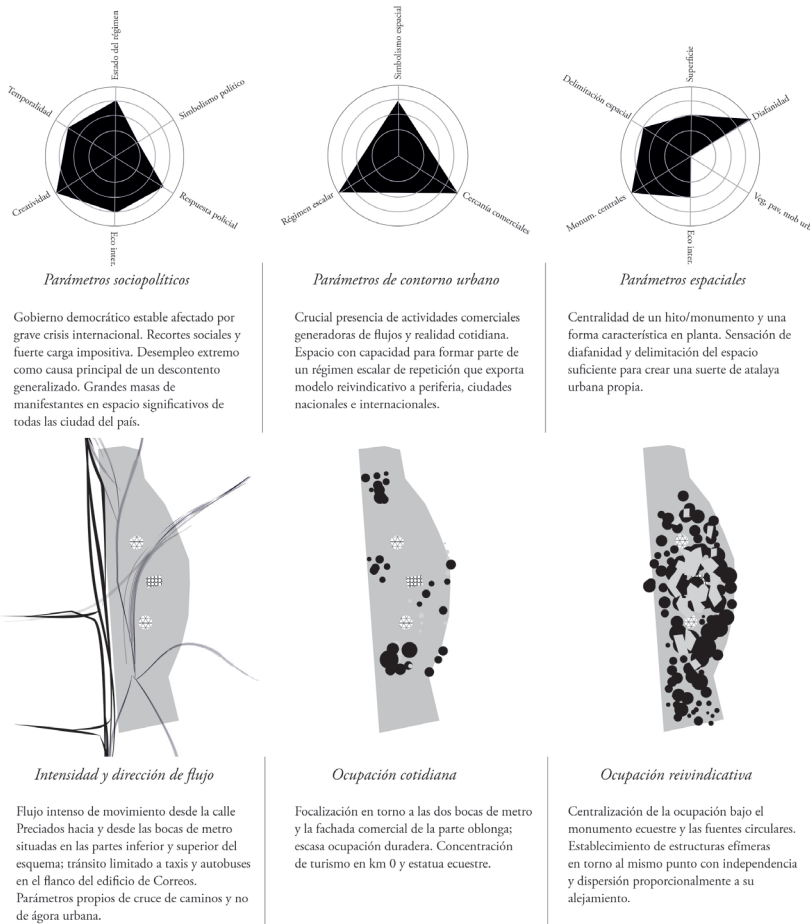 Estado del régimen
Simbolismo político
Respuesta policial
Eco inter.
Creatividad
Temporalidad
Simbolismo espacial
Cercanía comerciales
Régimen escalar
Superficie
Diafanidad
Veg. pav. mob urb
Eco inter.
Monum. centrales
Delimitación espacial
Parámetros sociopolíticos
Gobierno democrático estable afectado por
grave crisis internacional. Recortes sociales y
fuerte carga impositiva. Desempleo extremo
como causa principal de un descontento
generalizado. Grandes masas de
manifestantes en espacio significativos de
todas las ciudad del país.
Parámetros de contorno urbano
Crucial presencia de actividades comerciales
generadoras de flujos y realidad cotidiana.
Espacio con capacidad para formar parte de
un régimen escalar de repetición que exporta
modelo reivindicativo a periferia, ciudades
nacionales e internacionales.
Parámetros espaciales
Centralidad de un hito/monumento y una
forma característica en planta. Sensación de
diafanidad y delimitación del espacio
suficiente para crear una suerte de atalaya
urbana propia.
Intensidad y dirección de flujo
Flujo intenso de movimiento desde la calle
Preciados hacia y desde las bocas de metro
situadas en las partes inferior y superior del
esquema; tránsito limitado a taxis y autobuses
en el flanco del edificio de Correos.
Parámetros propios de cruce de caminos y no
de ágora urbana.
Ocupación cotidiana
Focalización en torno a las dos bocas de metro
y la fachada comercial de la parte oblonga;
escasa ocupación duradera. Concentración
de turismo en km 0 y estatua ecuestre.
Ocupación reivindicativa
Centralización de la ocupación bajo el
monumento ecuestre y las fuentes circulares.
Establecimiento de estructuras efímeras
en torno al mismo punto con independencia
y dispersión proporcionalmente a su
alejamiento.